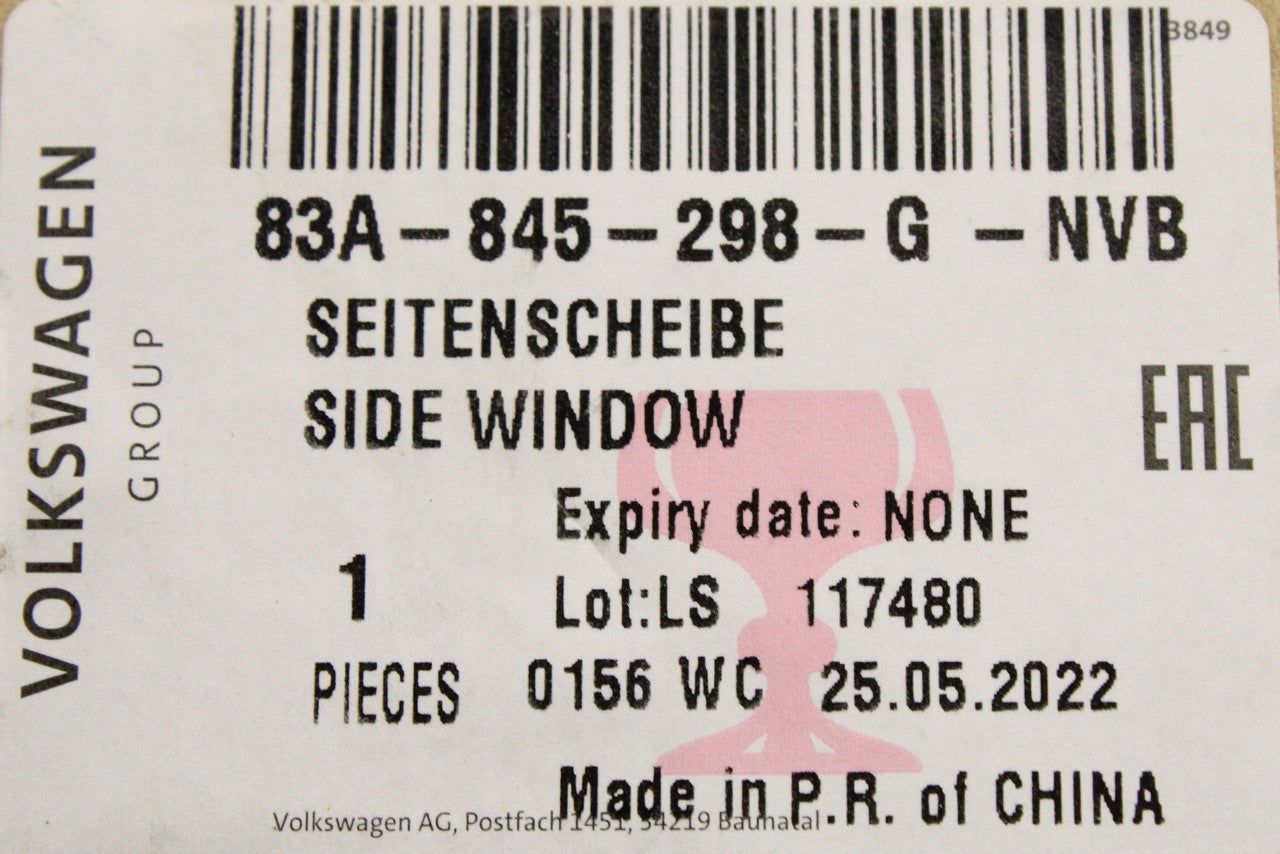 3849
VOLKSWAGEN
GROUP
83A-845-298-G -NVB
SEITENSCHEIBE
SIDE WINDOW
EAC
Expiry date: NONE
1
Lot:LS 117480
PIECES 0156 WC 25.05.2022
Made in P.R. of CHINA
Volkswagen AG, Postfach 1451, 34219 Baunatal